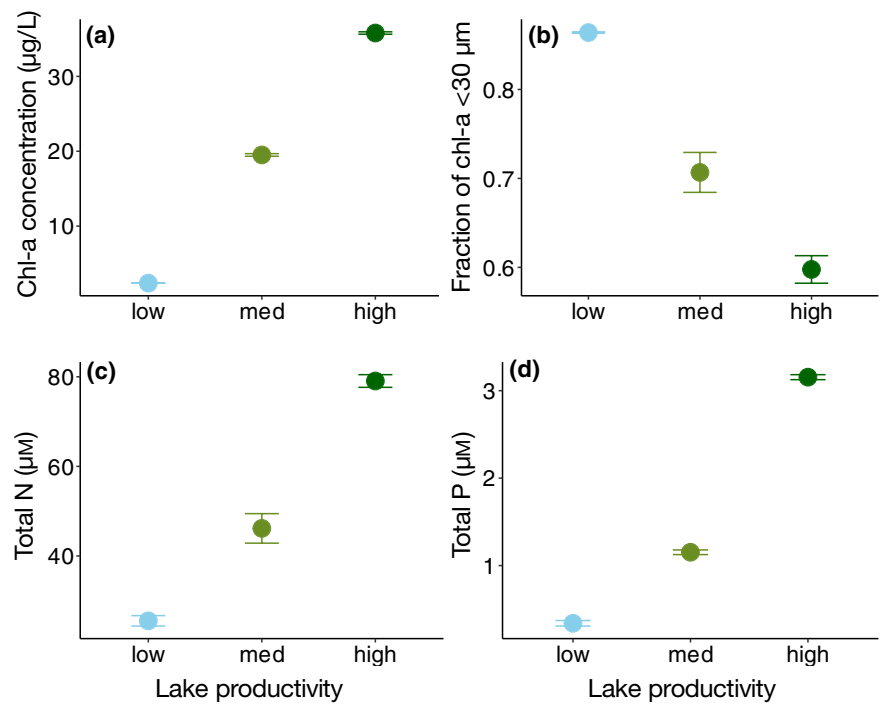 (a)
Chl-a concentration (µg/L)
30
20
10
low med high
(b)
Fraction of chl-a <30 µm
0.8
0.7
0.6
low med high
(c)
Total N (µM)
80
60
40
low med high
Lake productivity
(d)
Total P (µM)
3
2
1
low med high
Lake productivity